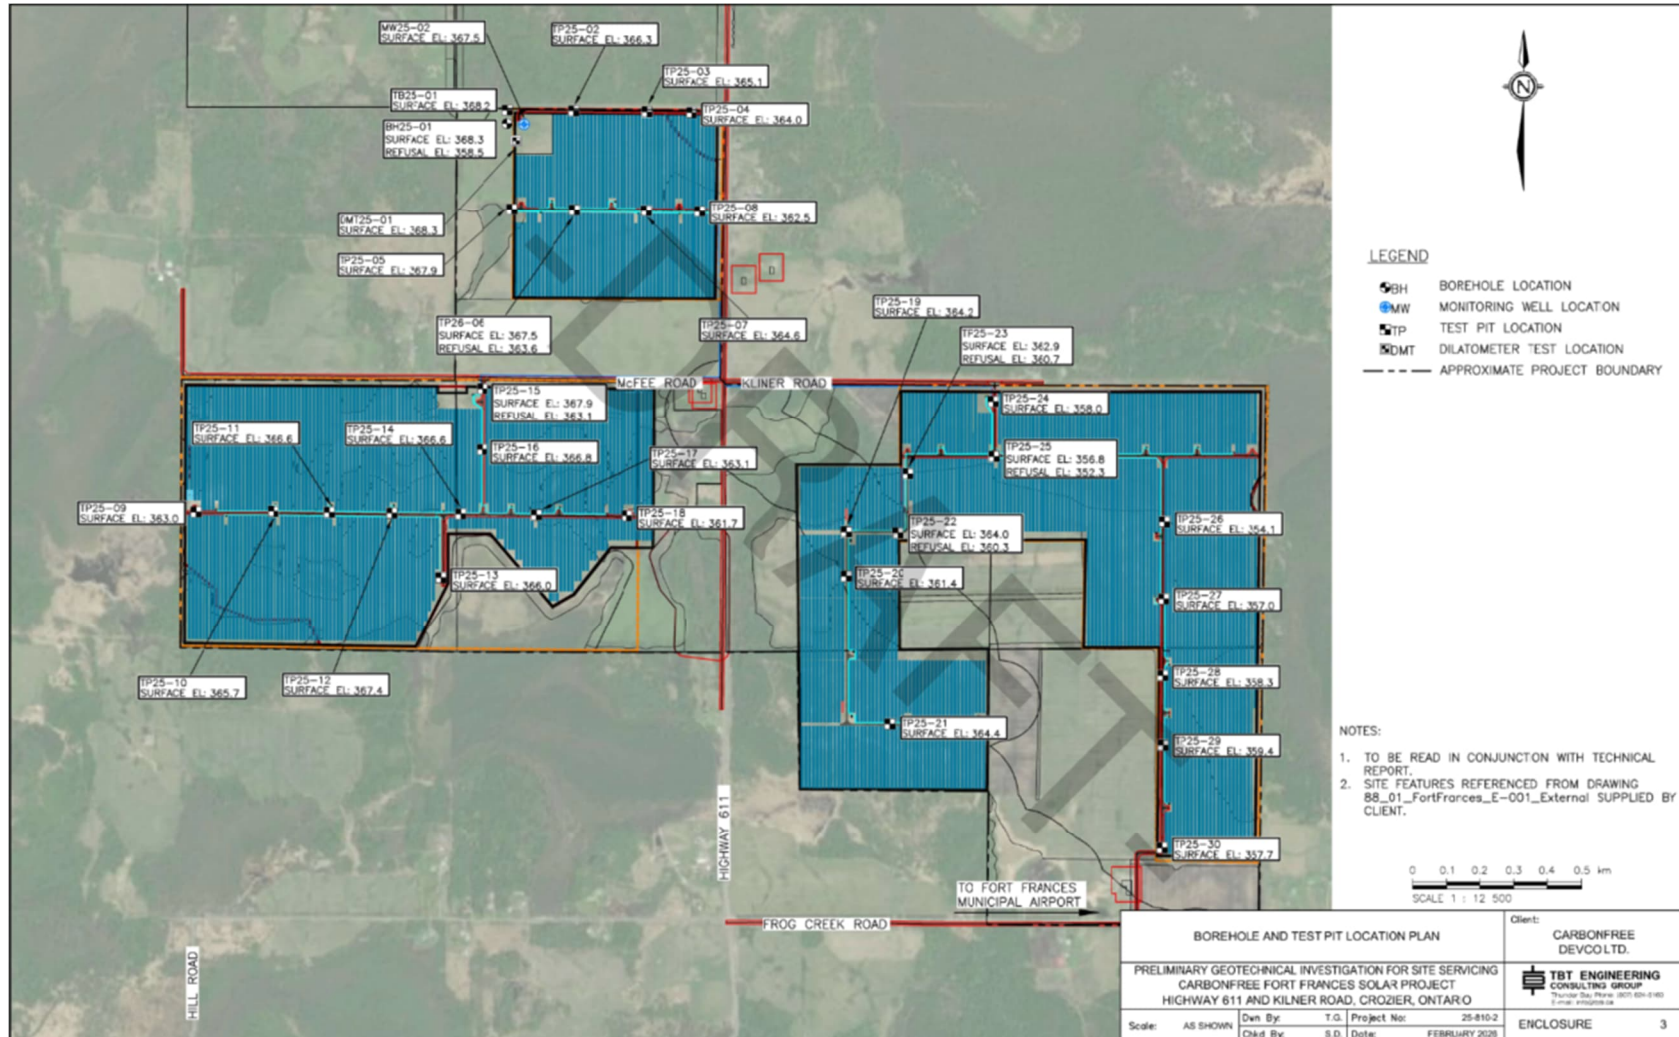 MW25-02
SURFACE EL: 367.5
TP25-02
SURFACE EL: 366.3
TP25-03
SURFACE EL: 365.1
TB25-01
SURFACE EL: 368.2
TP25-04
SURFACE EL: 364.0
BH25-01
SURFACE EL: 368.3
REFUSAL EL: 358.5
DMT25-01
SURFACE EL: 368.3
TP25-08
SURFACE EL: 362.5
TP25-05
SURFACE EL: 367.9
TP26-06
SURFACE EL: 367.5
REFUSAL EL: 363.6
TP25-07
SURFACE EL: 364.6
TP25-19
SURFACE EL: 364.2
TP25-23
SURFACE EL: 362.9
REFUSAL EL: 360.7
McFEE ROAD
KLINER ROAD
TP25-15
SURFACE EL: 367.9
REFUSAL EL: 363.1
TP25-24
SURFACE EL: 358.0
TP25-11
SURFACE EL: 366.6
TP25-14
SURFACE EL: 366.6
TP25-16
SURFACE EL: 366.8
TP25-17
SURFACE EL: 363.1
TP25-25
SURFACE EL: 356.8
REFUSAL EL: 352.3
TP25-09
SURFACE EL: 363.0
TP25-18
SURFACE EL: 361.7
TP25-22
SURFACE EL: 364.0
REFUSAL EL: 360.3
TP25-26
SURFACE EL: 354.1
TP25-13
SURFACE EL: 366.0
TP25-20
SURFACE EL: 361.4
TP25-27
SURFACE EL: 357.0
TP25-10
SURFACE EL: 365.7
TP25-12
SURFACE EL: 367.4
TP25-28
SURFACE EL: 358.3
TP25-21
SURFACE EL: 364.4
TP25-29
SURFACE EL: 359.4
TP25-30
SURFACE EL: 357.7
HIGHWAY 611
HILL ROAD
FROG CREEK ROAD
TO FORT FRANCES
MUNICIPAL AIRPORT
DRAFT
N
LEGEND
BH BOREHOLE LOCATION
MW MONITORING WELL LOCATION
TP TEST PIT LOCATION
DMT DILATOMETER TEST LOCATION
APPROXIMATE PROJECT BOUNDARY
NOTES:
1. TO BE READ IN CONJUNCTION WITH TECHNICAL
REPORT.
2. SITE FEATURES REFERENCED FROM DRAWING
88_01_FortFrances_E-001_External SUPPLIED BY
CLIENT.
0 0.1 0.2 0.3 0.4 0.5 km
SCALE 1 : 12 500
BOREHOLE AND TEST PIT LOCATION PLAN
Client:
CARBONFREE
DEVCO LTD.
PRELIMINARY GEOTECHNICAL INVESTIGATION FOR SITE SERVICING
CARBONFREE FORT FRANCES SOLAR PROJECT
HIGHWAY 611 AND KILNER ROAD, CROZIER, ONTARIO
TBT ENGINEERING
CONSULTING GROUP
Scale: AS SHOWN
Dwn By: T.G.
Project No: 25-810-2
Chkd By: S.D.
Date: FEBRUARY 2026
ENCLOSURE 3